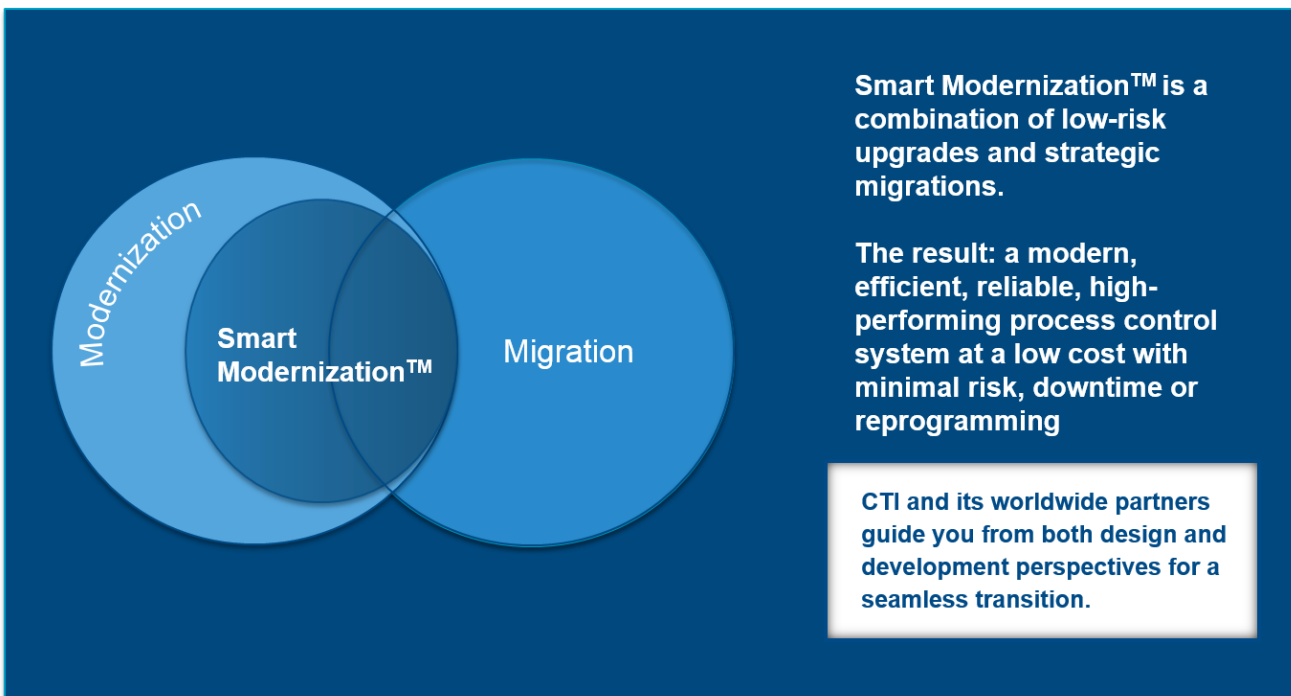 Modernization
Smart
Modernization™
Migration
Smart Modernization™ is a
combination of low-risk
upgrades and strategic
migrations.
The result: a modern,
efficient, reliable, high-
performing process control
system at a low cost with
minimal risk, downtime or
reprogramming
CTI and its worldwide partners
guide you from both design and
development perspectives for a
seamless transition.